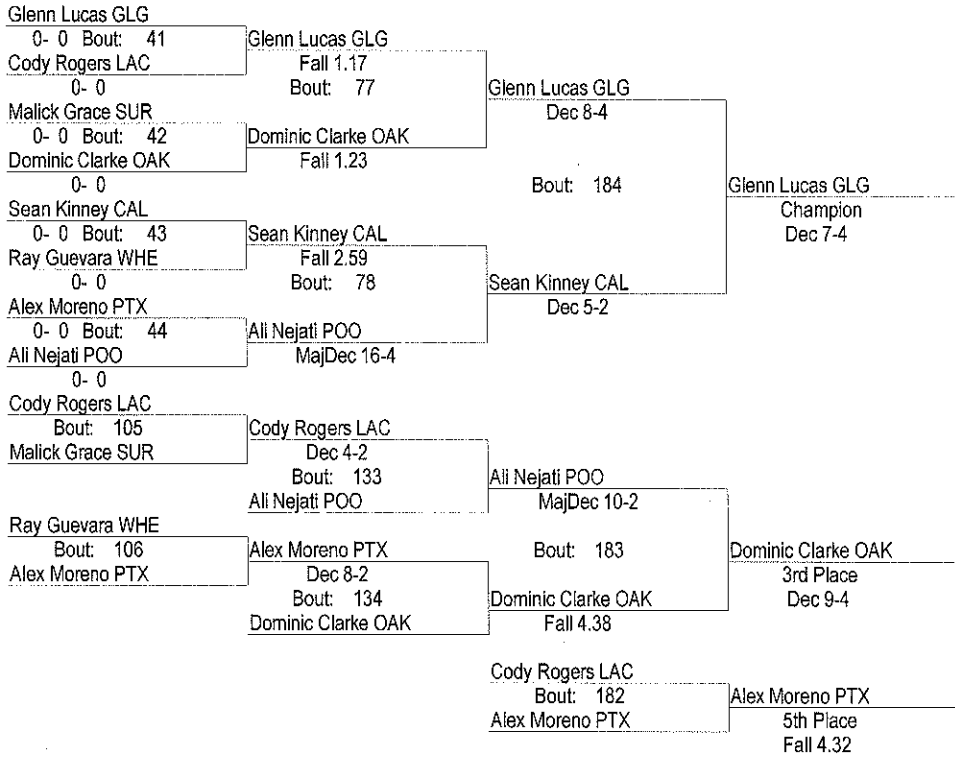 Glenn Lucas GLG
0- 0 Bout: 41
Cody Rogers LAC
0- 0
Malick Grace SUR
0- 0 Bout: 42
Dominic Clarke OAK
0- 0
Sean Kinney CAL
0- 0 Bout: 43
Ray Guevara WHE
0- 0
Alex Moreno PTX
0- 0 Bout: 44
Ali Nejati POO
0- 0
Glenn Lucas GLG
Fall 1.17
Bout: 77
Dominic Clarke OAK
Fall 1.23
Sean Kinney CAL
Fall 2.59
Bout: 78
Ali Nejati POO
MajDec 16-4
Glenn Lucas GLG
Dec 8-4
Bout: 184
Sean Kinney CAL
Dec 5-2
Glenn Lucas GLG
Champion
Dec 7-4
Cody Rogers LAC
Bout: 105
Malick Grace SUR
Ray Guevara WHE
Bout: 106
Alex Moreno PTX
Cody Rogers LAC
Dec 4-2
Bout: 133
Ali Nejati POO
Alex Moreno PTX
Dec 8-2
Bout: 134
Dominic Clarke OAK
Ali Nejati POO
MajDec 10-2
Bout: 183
Dominic Clarke OAK
Fall 4.38
Dominic Clarke OAK
3rd Place
Dec 9-4
Cody Rogers LAC
Bout: 182
Alex Moreno PTX
Alex Moreno PTX
5th Place
Fall 4.32